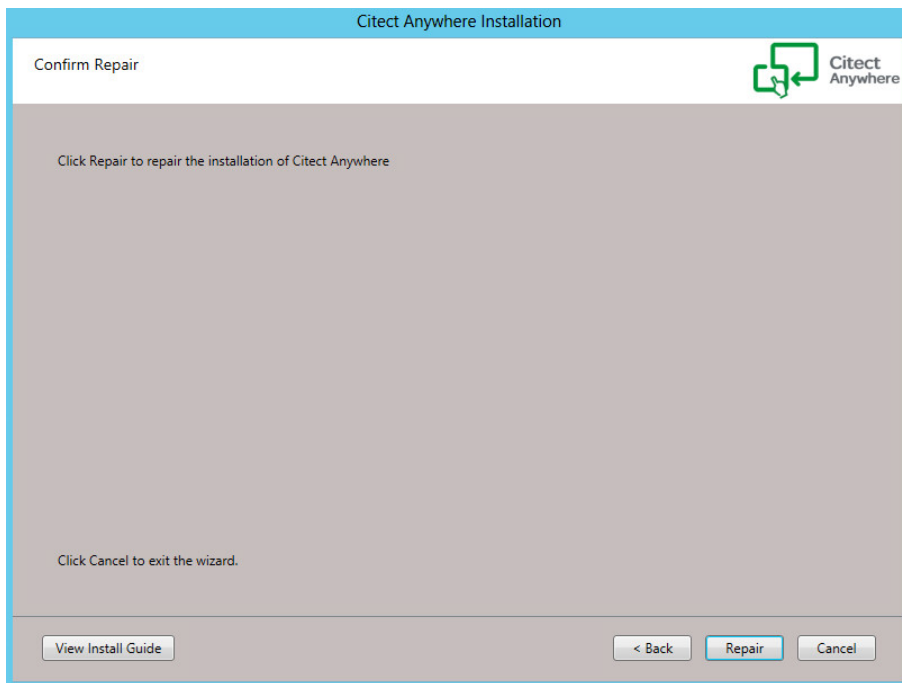 Citect Anywhere Installation
Confirm Repair
Citect
Anywhere
Click Repair to repair the installation of Citect Anywhere
Click Cancel to exit the wizard.
View Install Guide
< Back
Repair
Cancel